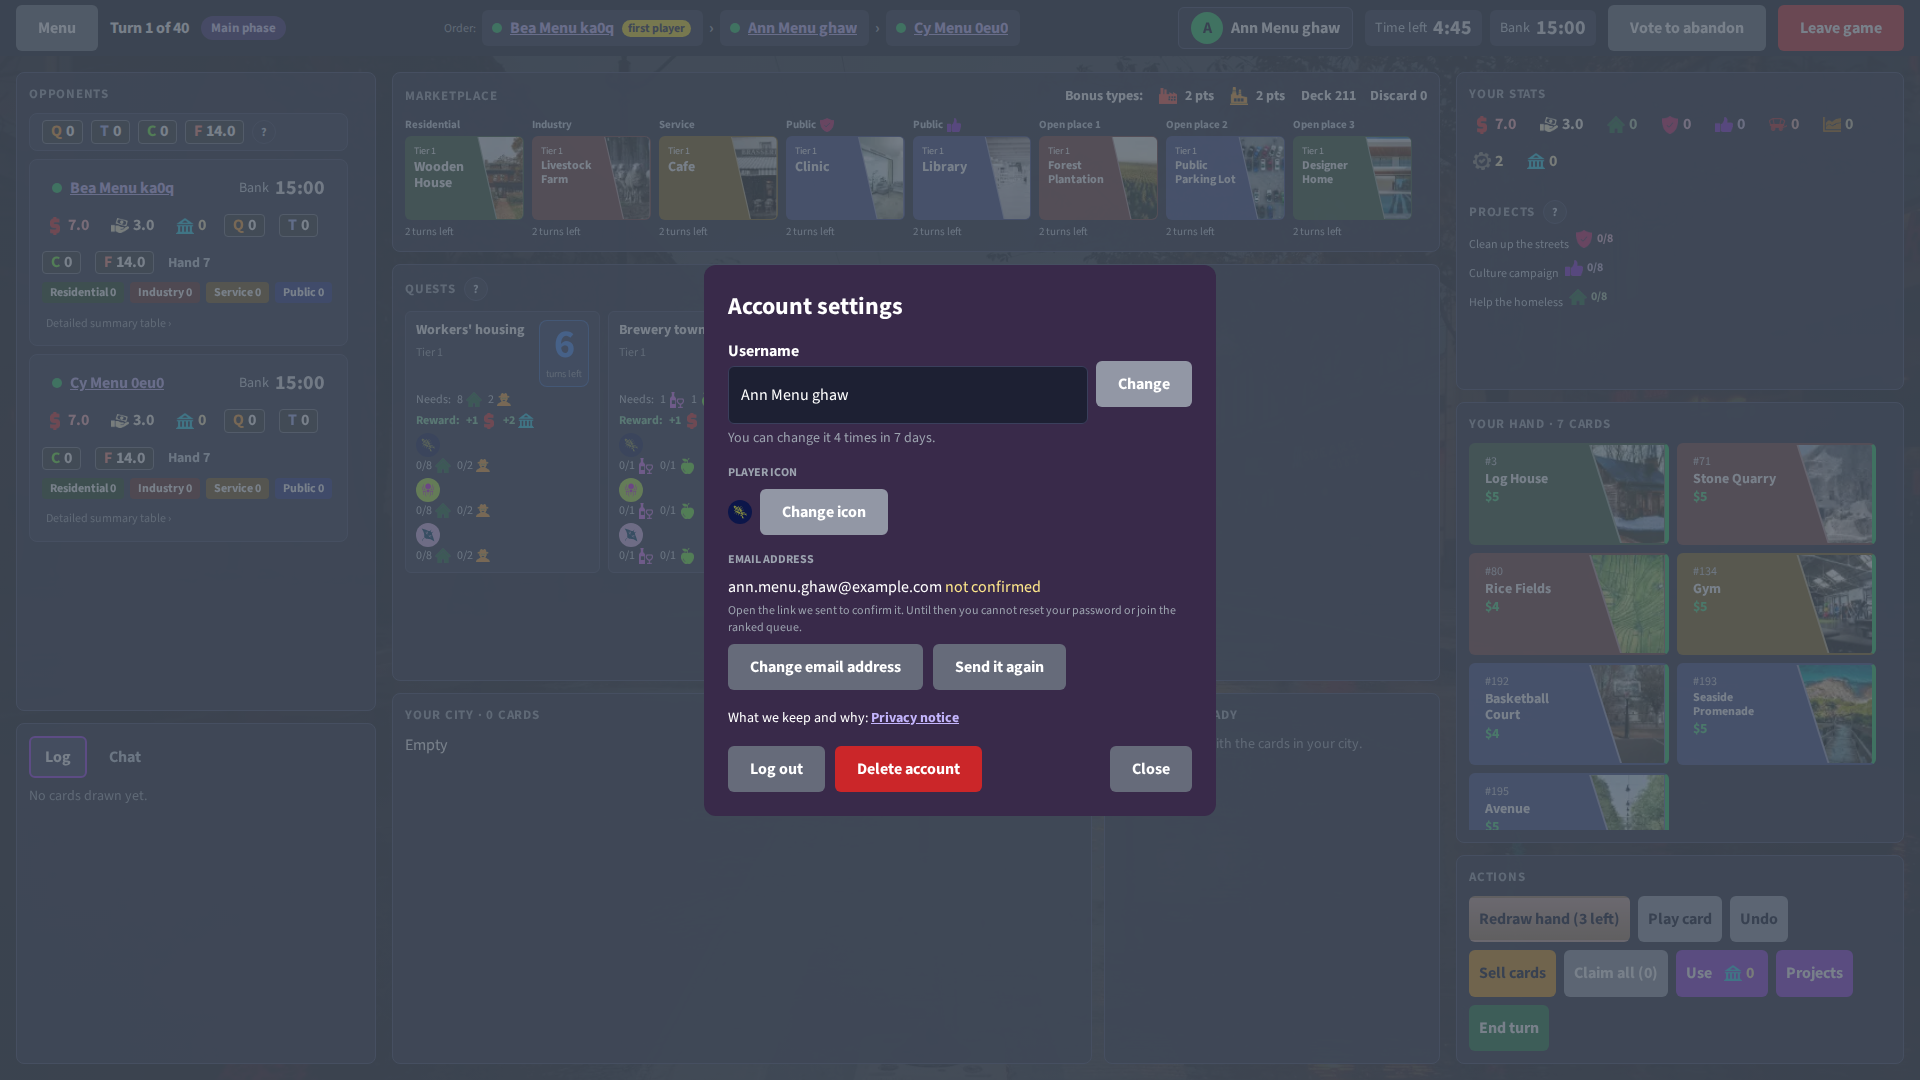 Menu
Turn 1 of 40
Main phase
Order:
Bea Menu ka0q
first player
›
Ann Menu ghaw
›
Cy Menu 0eu0
A
Ann Menu ghaw
Time left 4:45
Bank 15:00
Vote to abandon
Leave game
OPPONENTS
Q 0
T 0
C 0
F 14.0
?
Bea Menu ka0q
Bank 15:00
7.0
3.0
0
Q 0
T 0
C 0
F 14.0
Hand 7
Residential 0
Industry 0
Service 0
Public 0
Detailed summary table ›
Cy Menu 0eu0
Bank 15:00
7.0
3.0
0
Q 0
T 0
C 0
F 14.0
Hand 7
Residential 0
Industry 0
Service 0
Public 0
Detailed summary table ›
Log
Chat
No cards drawn yet.
MARKETPLACE
Bonus types:
2 pts
2 pts
Deck 211
Discard 0
Residential
Tier 1
Wooden
House
2 turns left
Industry
Tier 1
Livestock
Farm
2 turns left
Service
Tier 1
Cafe
2 turns left
Public
Tier 1
Clinic
2 turns left
Public
Tier 1
Library
2 turns left
Open place 1
Tier 1
Forest
Plantation
2 turns left
Open place 2
Tier 1
Public
Parking Lot
2 turns left
Open place 3
Tier 1
Designer
Home
2 turns left
QUESTS
?
Workers' housing
Tier 1
6
turns left
Needs: 8 2
Reward: +1 +2
0/8 0/2
0/8 0/2
0/8 0/2
Brewery town
Tier 1
Needs: 1 1
Reward: +1
0/1 0/1
0/1 0/1
0/1 0/1
YOUR CITY · 0 CARDS
Empty
ADY
ith the cards in your city.
Account settings
Username
Ann Menu ghaw
Change
You can change it 4 times in 7 days.
PLAYER ICON
Change icon
EMAIL ADDRESS
ann.menu.ghaw@example.com not confirmed
Open the link we sent to confirm it. Until then you cannot reset your password or join the
ranked queue.
Change email address
Send it again
What we keep and why: Privacy notice
Log out
Delete account
Close
YOUR STATS
7.0
3.0
0
0
0
0
0
2
0
PROJECTS
?
Clean up the streets 0/8
Culture campaign 0/8
Help the homeless 0/8
YOUR HAND · 7 CARDS
#3
Log House
$5
#71
Stone Quarry
$5
#80
Rice Fields
$4
#134
Gym
$5
#192
Basketball
Court
$4
#193
Seaside
Promenade
$5
#195
Avenue
$5
ACTIONS
Redraw hand (3 left)
Play card
Undo
Sell cards
Claim all (0)
Use 0
Projects
End turn